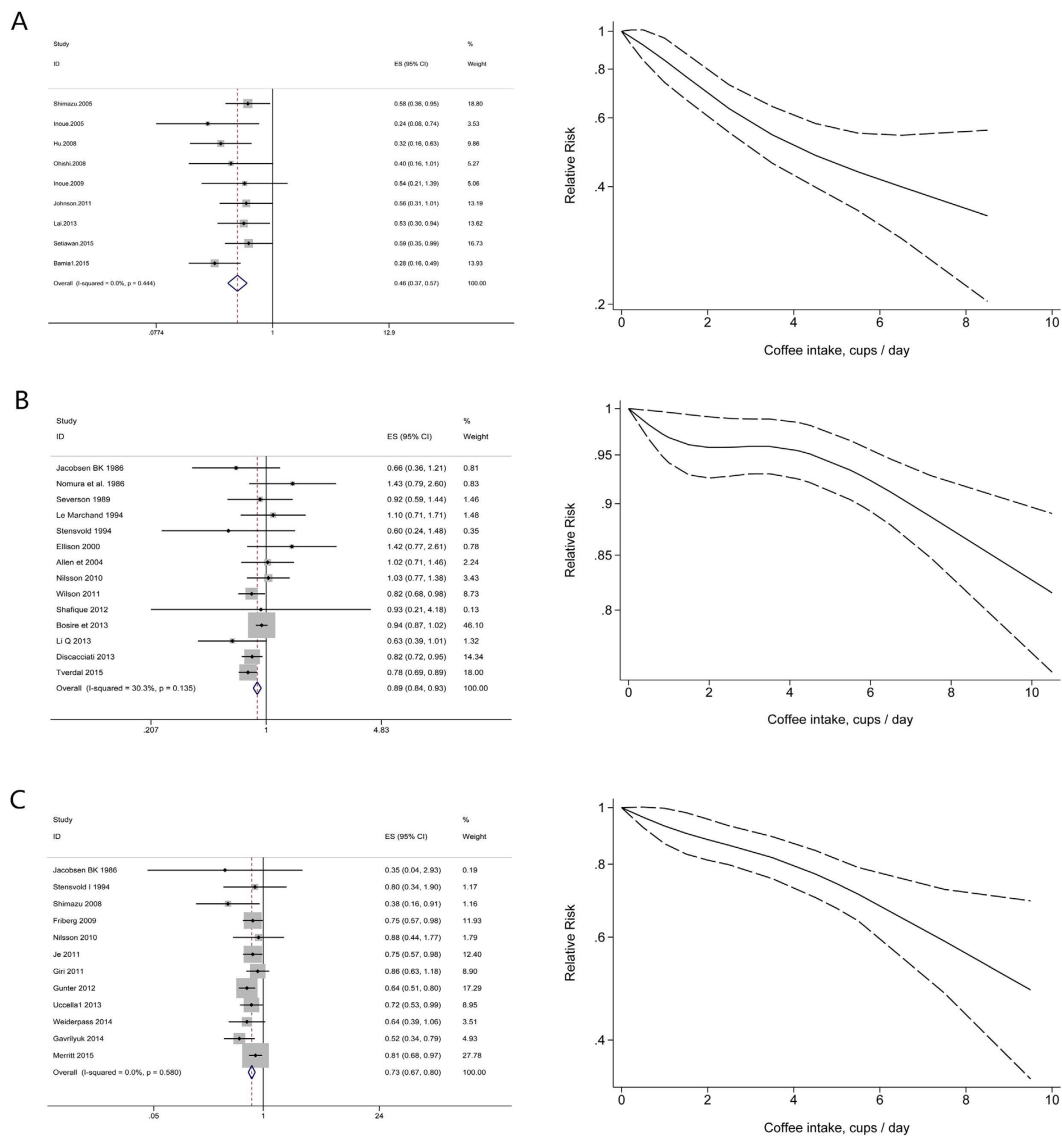 A
Study %
ID ES (95% CI) Weight
Shimazu.2005 0.58 (0.36, 0.95) 18.80
Inoue.2005 0.24 (0.08, 0.74) 3.53
Hu.2008 0.32 (0.16, 0.63) 9.86
Ohishi.2008 0.40 (0.16, 1.01) 5.27
Inoue.2009 0.54 (0.21, 1.39) 5.06
Johnson.2011 0.56 (0.31, 1.01) 13.19
Lai.2013 0.53 (0.30, 0.94) 13.62
Setiawan.2015 0.59 (0.35, 0.99) 16.73
Bamia1.2015 0.28 (0.16, 0.49) 13.93
Overall (I-squared = 0.0%, p = 0.444) 0.46 (0.37, 0.57) 100.00
.0774 1 12.9
Relative Risk
1
.8
.6
.4
.2
0 2 4 6 8 10
Coffee intake, cups / day
B
Study %
ID ES (95% CI) Weight
Jacobsen BK 1986 0.66 (0.36, 1.21) 0.81
Nomura et al. 1986 1.43 (0.79, 2.60) 0.83
Severson 1989 0.92 (0.59, 1.44) 1.46
Le Marchand 1994 1.10 (0.71, 1.71) 1.48
Stensvold 1994 0.60 (0.24, 1.48) 0.35
Ellison 2000 1.42 (0.77, 2.61) 0.78
Allen et 2004 1.02 (0.71, 1.46) 2.24
Nilsson 2010 1.03 (0.77, 1.38) 3.43
Wilson 2011 0.82 (0.68, 0.98) 8.73
Shafique 2012 0.93 (0.21, 4.18) 0.13
Bosire et 2013 0.94 (0.87, 1.02) 46.10
Li Q 2013 0.63 (0.39, 1.01) 1.32
Discacciati 2013 0.82 (0.72, 0.95) 14.34
Tverdal 2015 0.78 (0.69, 0.89) 18.00
Overall (I-squared = 30.3%, p = 0.135) 0.89 (0.84, 0.93) 100.00
.207 1 4.83
Relative Risk
1
.95
.9
.85
.8
0 2 4 6 8 10
Coffee intake, cups / day
C
Study %
ID ES (95% CI) Weight
Jacobsen BK 1986 0.35 (0.04, 2.93) 0.19
Stensvold I 1994 0.80 (0.34, 1.90) 1.17
Shimazu 2008 0.38 (0.16, 0.91) 1.16
Friberg 2009 0.75 (0.57, 0.98) 11.93
Nilsson 2010 0.88 (0.44, 1.77) 1.79
Je 2011 0.75 (0.57, 0.98) 12.40
Giri 2011 0.86 (0.63, 1.18) 8.90
Gunter 2012 0.64 (0.51, 0.80) 17.29
Uccella1 2013 0.72 (0.53, 0.99) 8.95
Weiderpass 2014 0.64 (0.39, 1.06) 3.51
Gavrilyuk 2014 0.52 (0.34, 0.79) 4.93
Merritt 2015 0.81 (0.68, 0.97) 27.78
Overall (I-squared = 0.0%, p = 0.580) 0.73 (0.67, 0.80) 100.00
.05 1 24
Relative Risk
1
.8
.6
.4
0 2 4 6 8 10
Coffee intake, cups / day